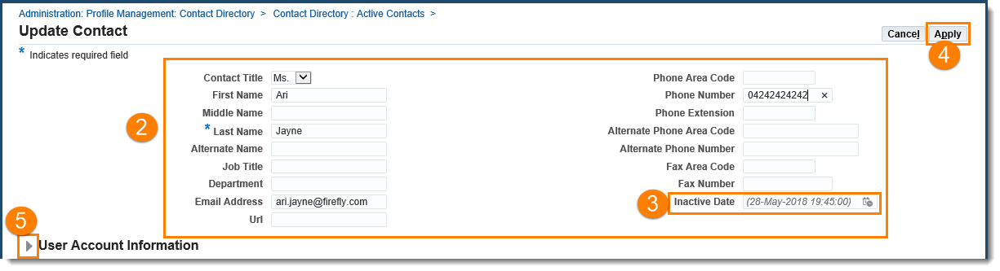 Administration: Profile Management: Contact Directory > Contact Directory : Active Contacts >
Update Contact
Cancel Apply
4
* Indicates required field
Contact Title Ms.
First Name Ari
Middle Name
* Last Name Jayne
Alternate Name
Job Title
Department
Email Address ari.jayne@firefly.com
Url
2
Phone Area Code
Phone Number 04242424242 ×
Phone Extension
Alternate Phone Area Code
Alternate Phone Number
Fax Area Code
Fax Number
3 Inactive Date (28-May-2018 19:45:00)
5
User Account Information